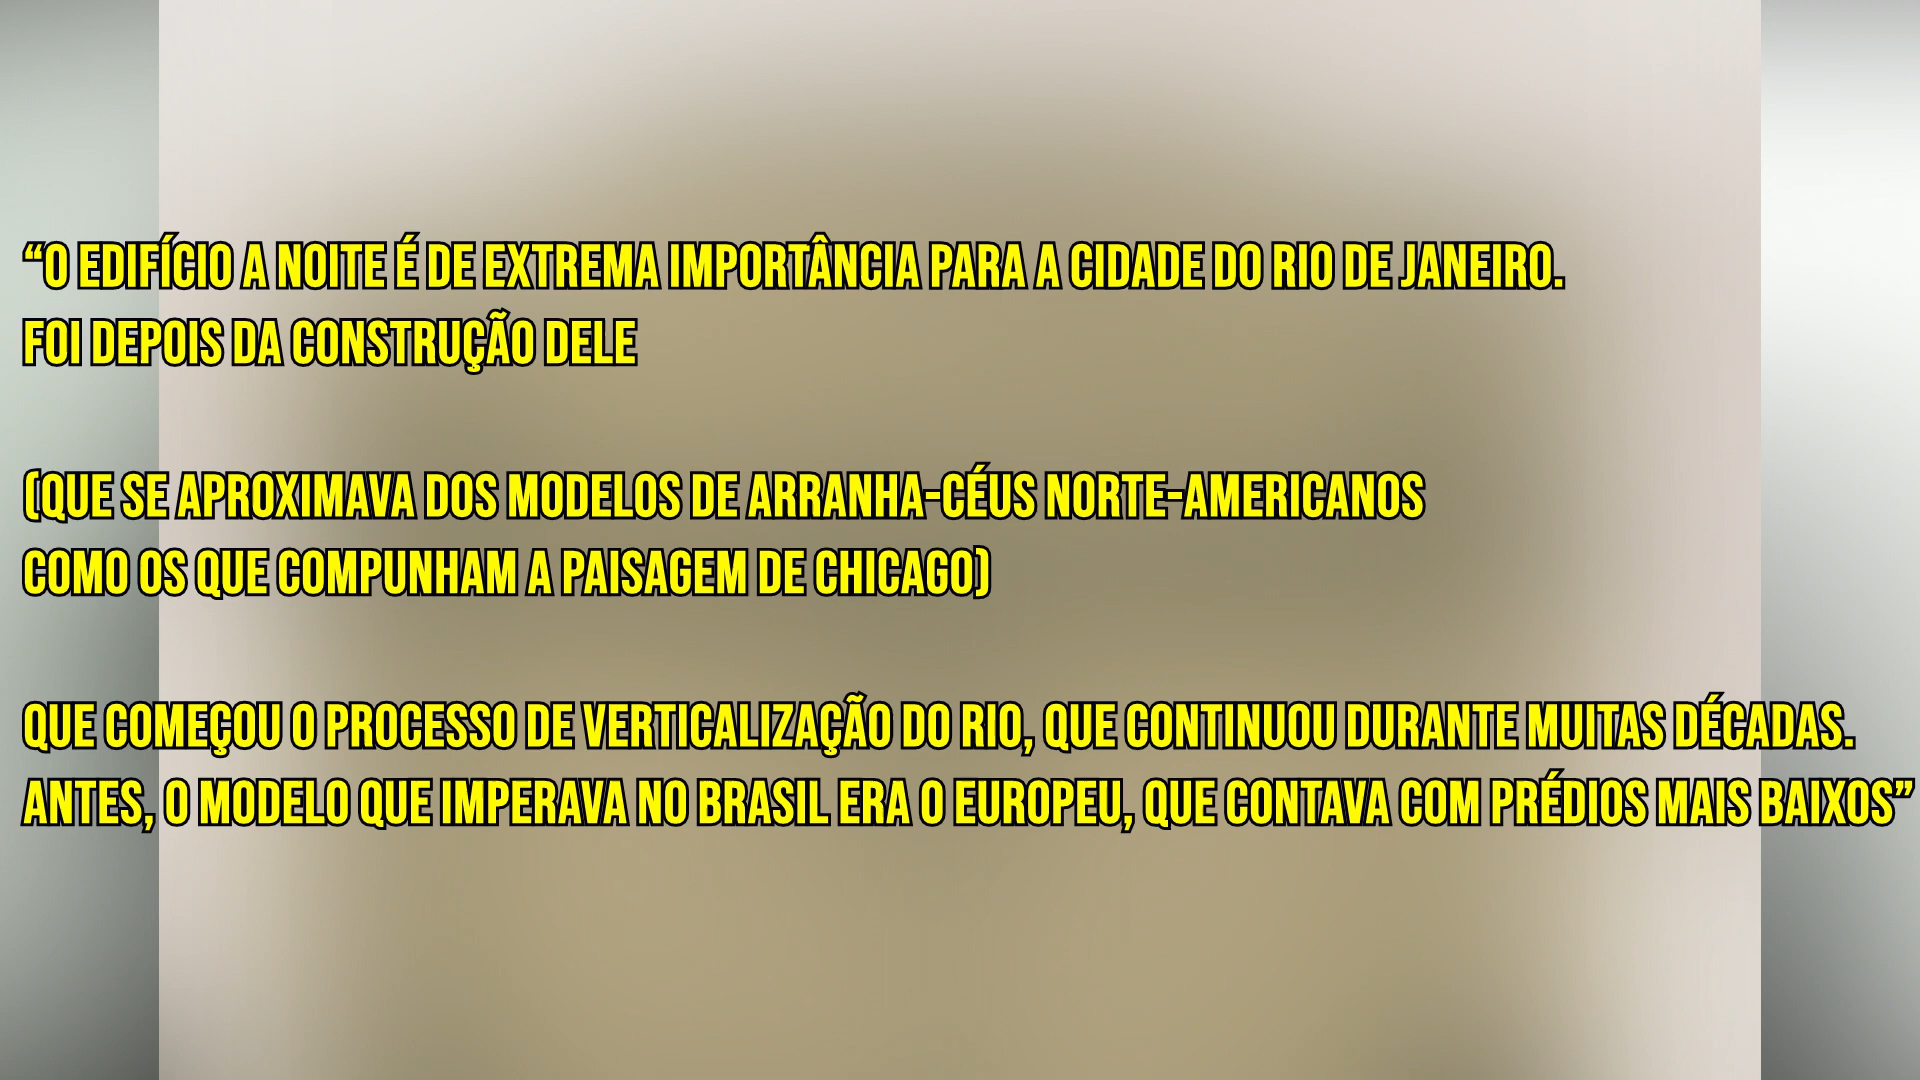 “O EDIFÍCIO A NOITE É DE EXTREMA IMPORTÂNCIA PARA A CIDADE DO RIO DE JANEIRO.
FOI DEPOIS DA CONSTRUÇÃO DELE
(QUE SE APROXIMAVA DOS MODELOS DE ARRANHA-CÉUS NORTE-AMERICANOS
COMO OS QUE COMPUNHAM A PAISAGEM DE CHICAGO)
QUE COMEÇOU O PROCESSO DE VERTICALIZAÇÃO DO RIO, QUE CONTINUOU DURANTE MUITAS DÉCADAS.
ANTES, O MODELO QUE IMPERAVA NO BRASIL ERA O EUROPEU, QUE CONTAVA COM PRÉDIOS MAIS BAIXOS”